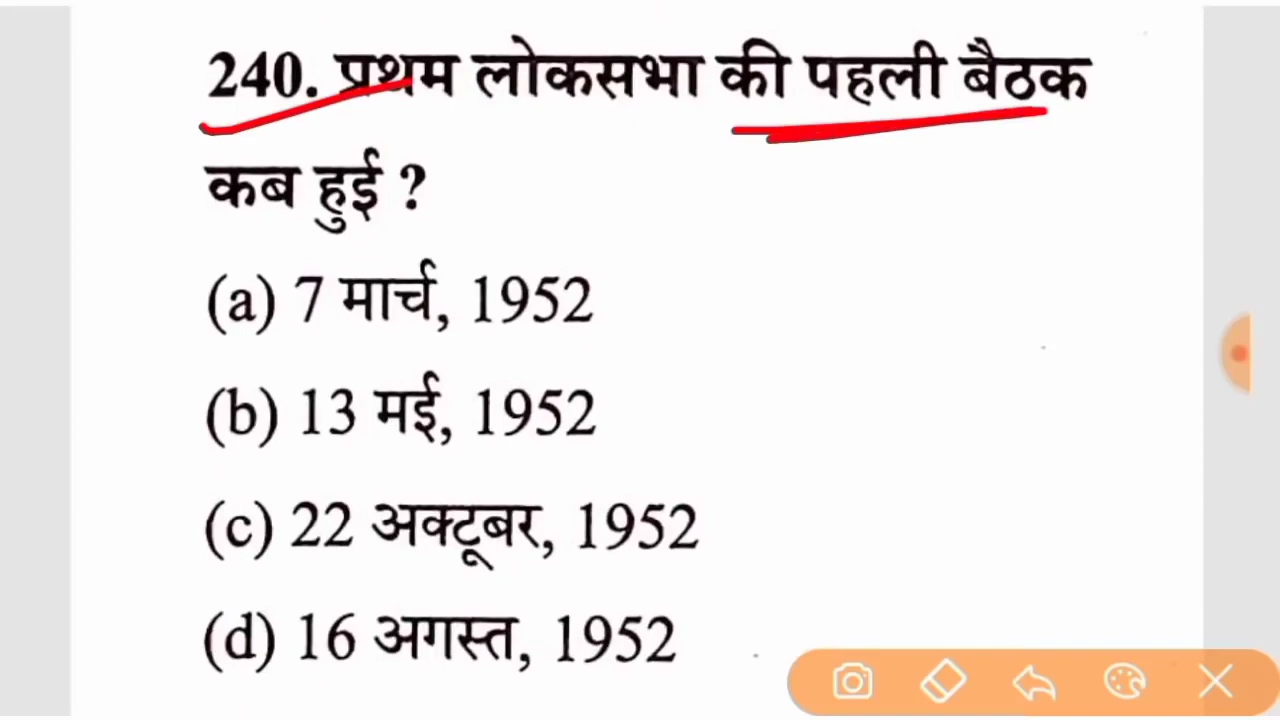 240. प्रथम लोकसभा की पहली बैठक
कब हुई ?
(a) 7 मार्च, 1952
(b) 13 मई, 1952
(c) 22 अक्टूबर, 1952
(d) 16 अगस्त, 1952